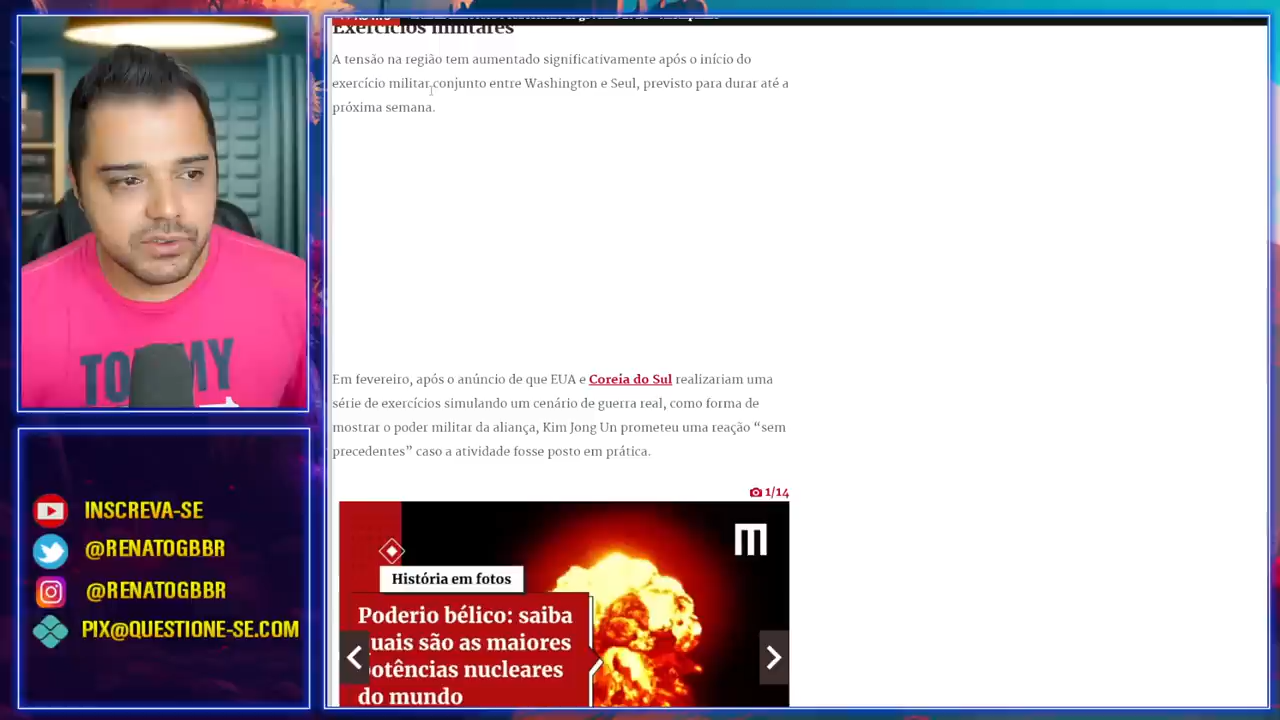 Exercícios militares
A tensão na região tem aumentado significativamente após o início do
exercício militar conjunto entre Washington e Seul, previsto para durar até a
próxima semana.
Em fevereiro, após o anúncio de que EUA e Coreia do Sul realizariam uma
série de exercícios simulando um cenário de guerra real, como forma de
mostrar o poder militar da aliança, Kim Jong Un prometeu uma reação “sem
precedentes” caso a atividade fosse posto em prática.
1/14
M
História em fotos
Poderio bélico: saiba
quais são as maiores
potências nucleares
do mundo
TOMMY
INSCREVA-SE
@RENATOGBBR
@RENATOGBBR
PIX@QUESTIONE-SE.COM